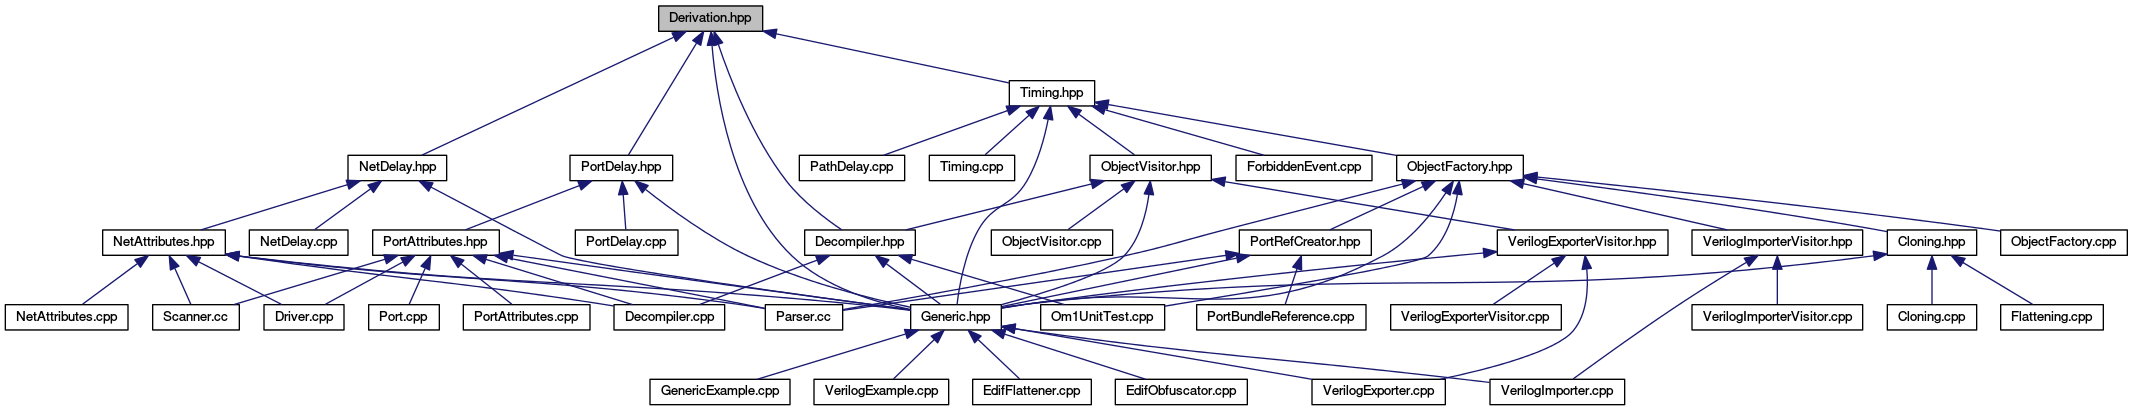 Derivation.hpp
Timing.hpp
NetDelay.hpp
PortDelay.hpp
PathDelay.cpp
Timing.cpp
ObjectVisitor.hpp
ForbiddenEvent.cpp
ObjectFactory.hpp
NetAttributes.hpp
NetDelay.cpp
PortAttributes.hpp
PortDelay.cpp
Decompiler.hpp
ObjectVisitor.cpp
PortRefCreator.hpp
VerilogExporterVisitor.hpp
VerilogImporterVisitor.hpp
Cloning.hpp
ObjectFactory.cpp
NetAttributes.cpp
Scanner.cc
Driver.cpp
Port.cpp
PortAttributes.cpp
Decompiler.cpp
Parser.cc
Generic.hpp
Om1UnitTest.cpp
PortBundleReference.cpp
VerilogExporterVisitor.cpp
VerilogImporterVisitor.cpp
Cloning.cpp
Flattening.cpp
GenericExample.cpp
VerilogExample.cpp
EdifFlattener.cpp
EdifObfuscator.cpp
VerilogExporter.cpp
VerilogImporter.cpp